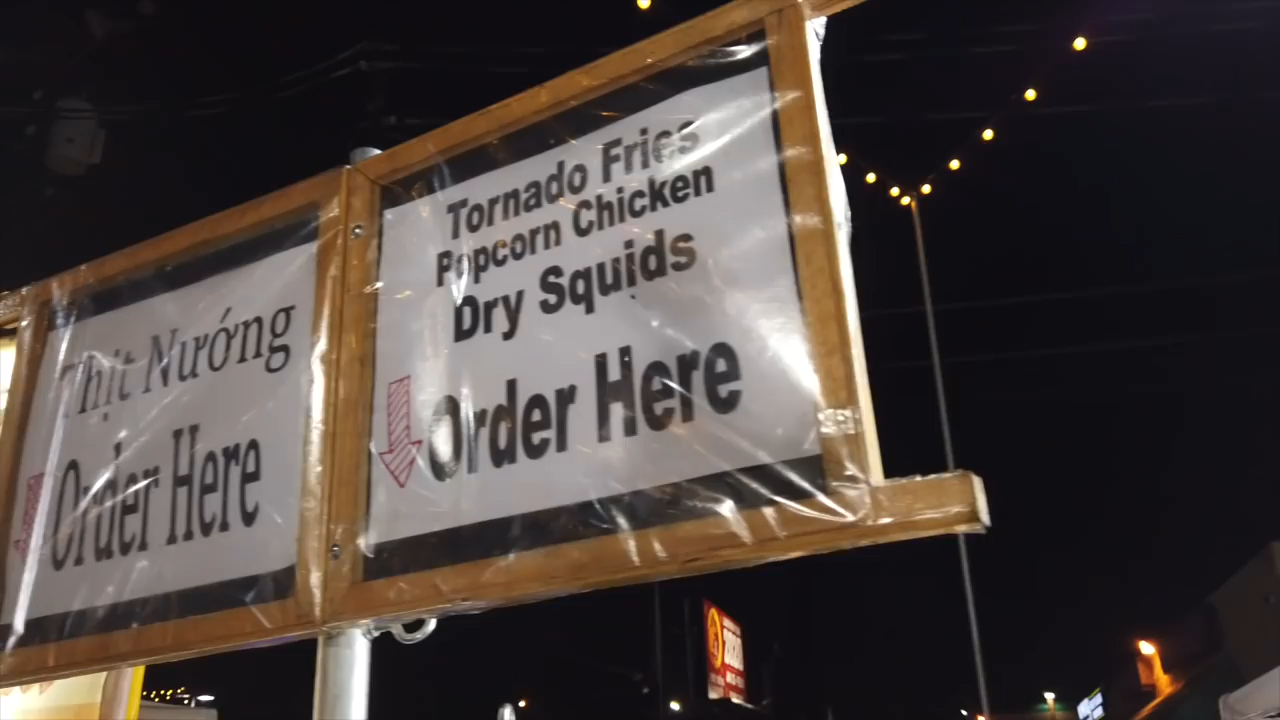 Thịt Nướng
Order Here
Tornado Fries
Popcorn Chicken
Dry Squids
Order Here